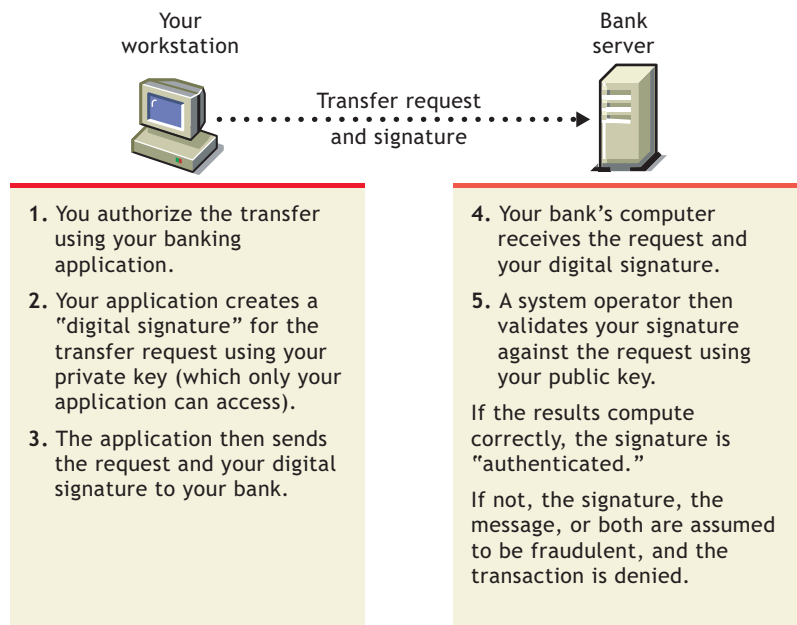 Your
workstation
Bank
server
Transfer request
and signature
1. You authorize the transfer
using your banking
application.
2. Your application creates a
“digital signature” for the
transfer request using your
private key (which only your
application can access).
3. The application then sends
the request and your digital
signature to your bank.
4. Your bank’s computer
receives the request and
your digital signature.
5. A system operator then
validates your signature
against the request using
your public key.
If the results compute
correctly, the signature is
“authenticated.”
If not, the signature, the
message, or both are assumed
to be fraudulent, and the
transaction is denied.